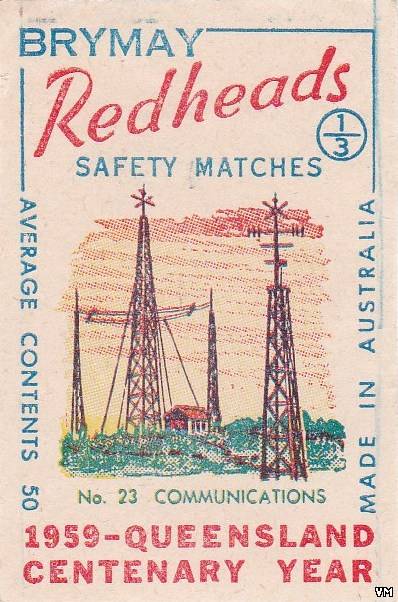 BRYMAY
Redheads
1/3
SAFETY MATCHES
AVERAGE CONTENTS 50
MADE IN AUSTRALIA
No. 23 COMMUNICATIONS
1959-QUEENSLAND
CENTENARY YEAR
VM